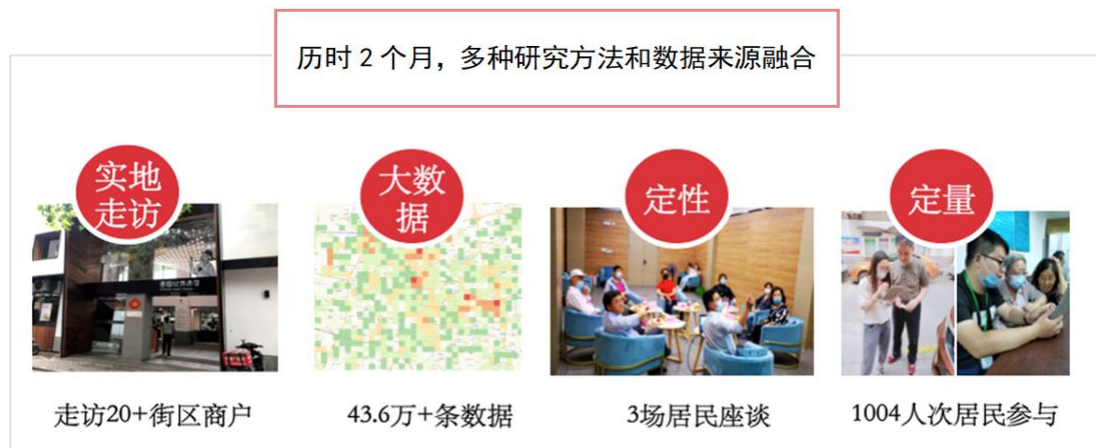 历时 2 个月，多种研究方法和数据来源融合
实地
走访
大数
据
定性
定量
走访20+街区商户
43.6万+条数据
3场居民座谈
1004人次居民参与